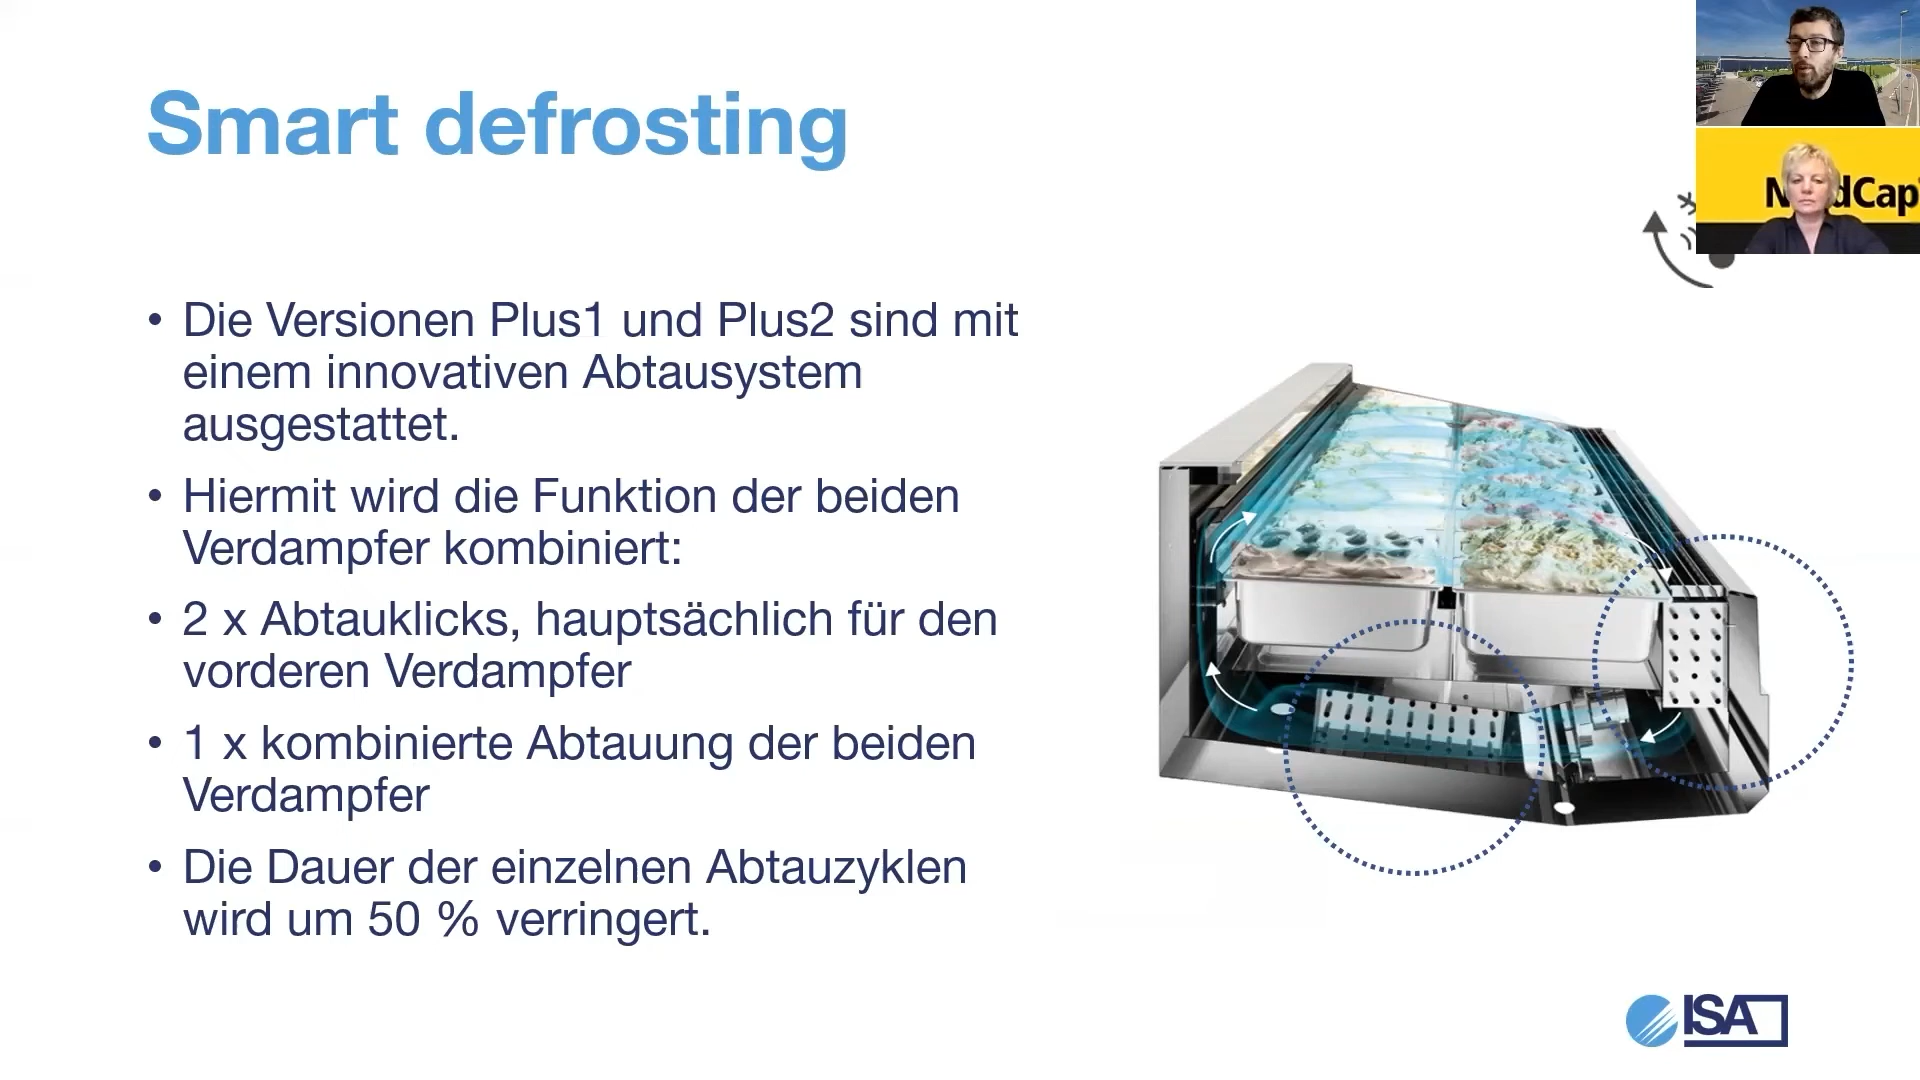 Smart defrosting
• Die Versionen Plus1 und Plus2 sind mit
einem innovativen Abtausystem
ausgestattet.
• Hiermit wird die Funktion der beiden
Verdampfer kombiniert:
• 2 x Abtauklicks, hauptsächlich für den
vorderen Verdampfer
• 1 x kombinierte Abtauung der beiden
Verdampfer
• Die Dauer der einzelnen Abtauzyklen
wird um 50 % verringert.
ISA